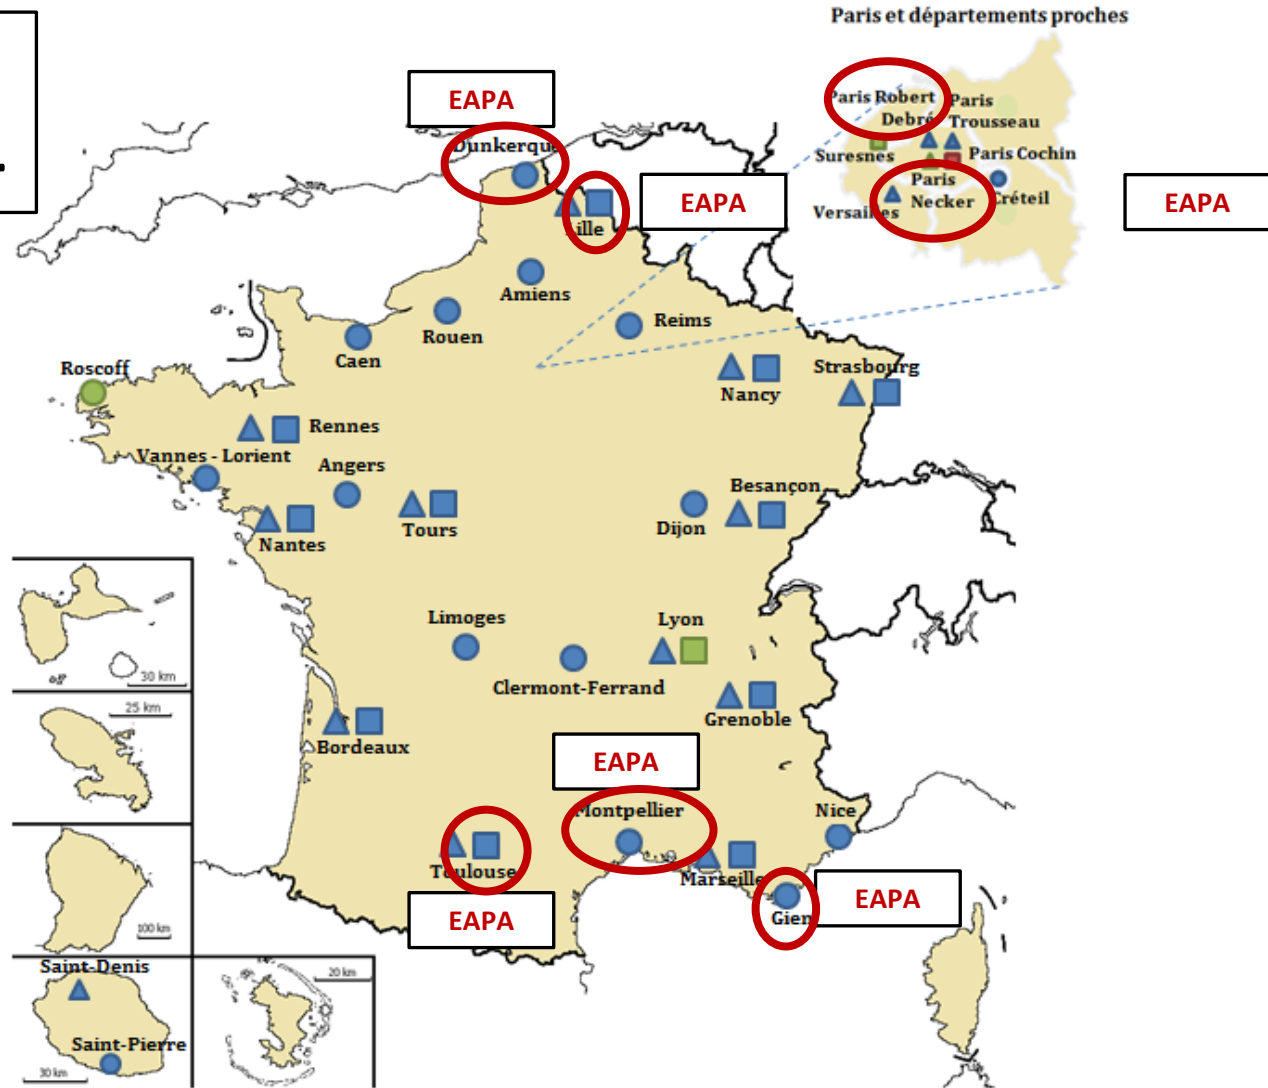 Paris et départements proches
EAPA
Paris Robert
Debré
Paris
Trousseau
Suresnes
Paris Cochin
Paris
Necker
Créteil
Versailles
EAPA
EAPA
Dunkerque
Lille
Amiens
Rouen
Reims
Caen
Roscoff
Nancy
Strasbourg
Rennes
Vannes - Lorient
Angers
Besançon
Tours
Dijon
Nantes
Limoges
Lyon
Clermont-Ferrand
30 km
25 km
Grenoble
Bordeaux
EAPA
Montpellier
Nice
Toulouse
Marseille
EAPA
Gien
EAPA
100 km
Saint-Denis
20 km
Saint-Pierre
30 km